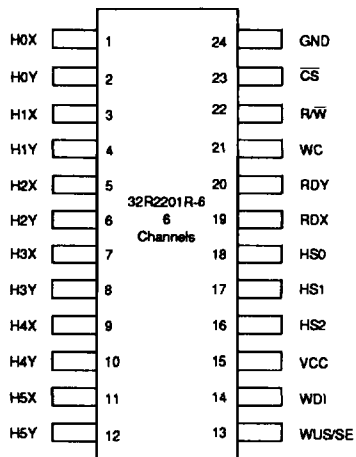 H0X 1 24 GND
H0Y 2 23 C̅S̅
H1X 3 22 R/W̅
H1Y 4 21 WC
H2X 5 20 RDY
32R2201R-6
H2Y 6 6 19 RDX
Channels
H3X 7 18 HS0
H3Y 8 17 HS1
H4X 9 16 HS2
H4Y 10 15 VCC
H5X 11 14 WDI
H5Y 12 13 WUS/SE